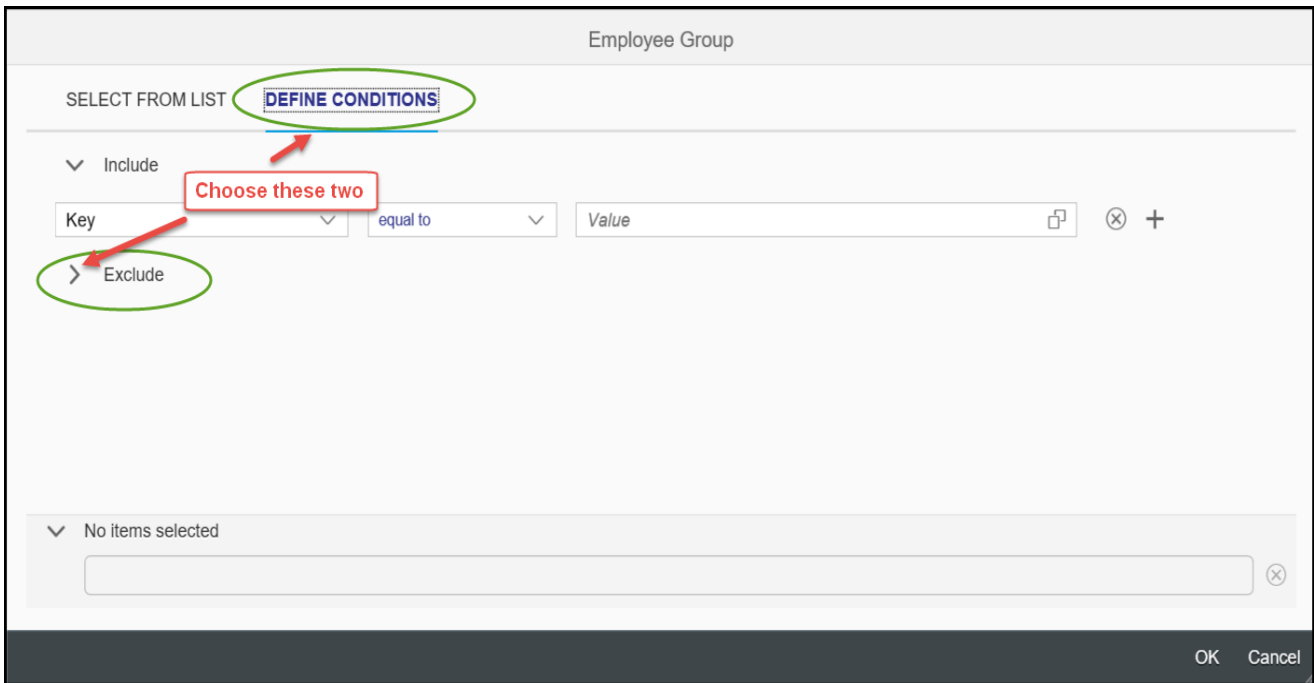 Employee Group
SELECT FROM LIST DEFINE CONDITIONS
Include
Choose these two
Key equal to Value
Exclude
No items selected
OK Cancel